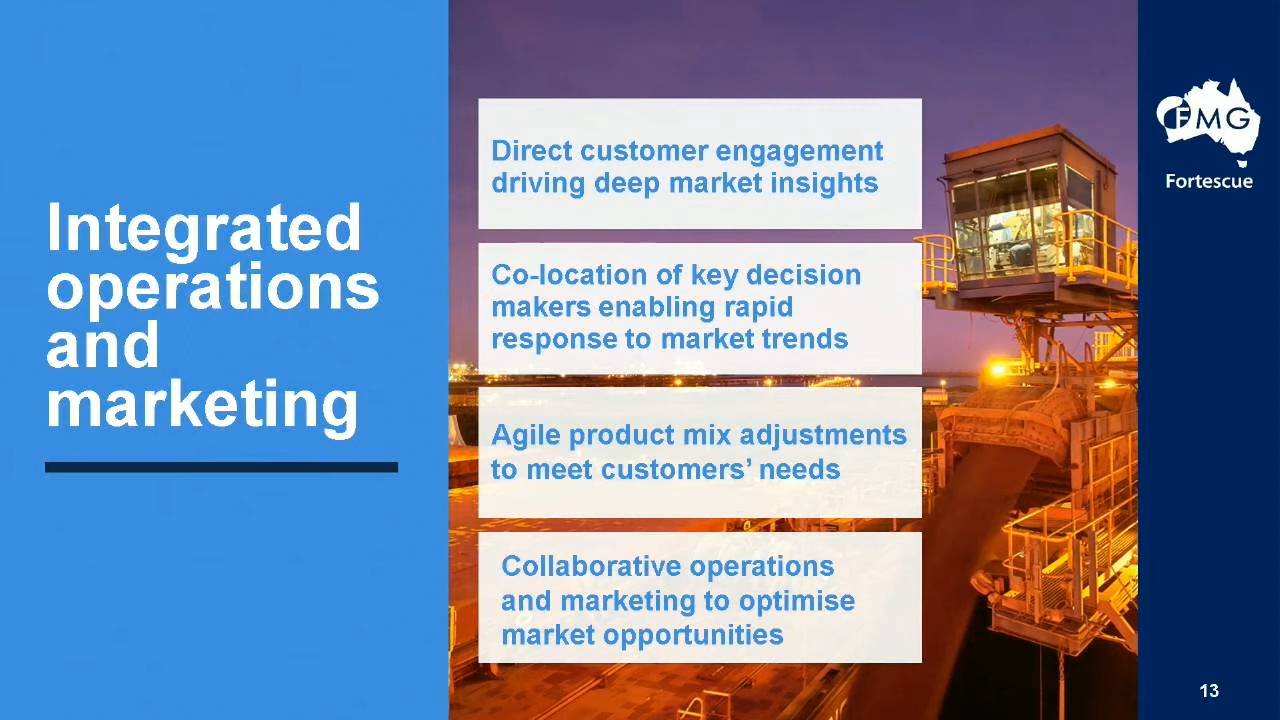 Integrated
operations
and
marketing
Direct customer engagement
driving deep market insights
Co-location of key decision
makers enabling rapid
response to market trends
Agile product mix adjustments
to meet customers’ needs
Collaborative operations
and marketing to optimise
market opportunities
FMG
Fortescue
13